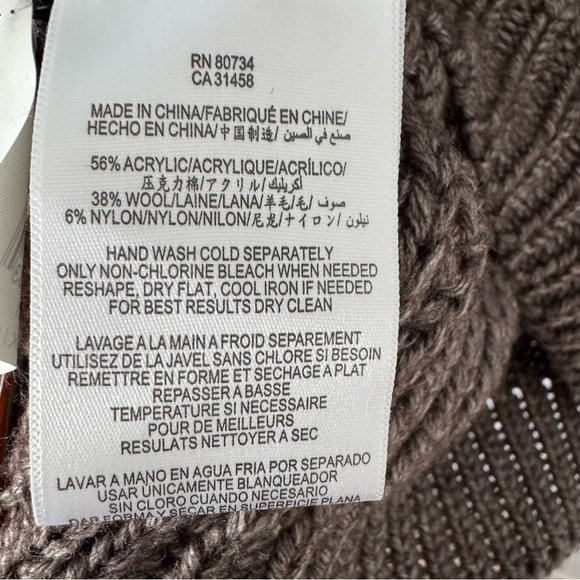 RN 80734
CA 31458
MADE IN CHINA/FABRIQUÉ EN CHINE/
HECHO EN CHINA/中国制造/ صنع في الصين
56% ACRYLIC/ACRYLIQUE/ACRÍLICO/
压克力棉/アクリル/أكريليك/
38% WOOL/LAINE/LANA/羊毛/毛/صوف
6% NYLON/NYLON/NILON/尼龙/ナイロン/نيلون
HAND WASH COLD SEPARATELY
ONLY NON-CHLORINE BLEACH WHEN NEEDED
RESHAPE, DRY FLAT, COOL IRON IF NEEDED
FOR BEST RESULTS DRY CLEAN
LAVAGE A LA MAIN A FROID SEPAREMENT
UTILISEZ DE LA JAVEL SANS CHLORE SI BESOIN
REMETTRE EN FORME ET SECHAGE A PLAT
REPASSER A BASSE
TEMPERATURE SI NECESSAIRE
POUR DE MEILLEURS
RESULATS NETTOYER À SEC
LAVAR A MANO EN AGUA FRIA POR SEPARADO
USAR ÚNICAMENTE BLANQUEADOR
SIN CLORO CUANDO NECESARIO
DAR FORMA Y SECAR EN SUPERFICIE PLANA